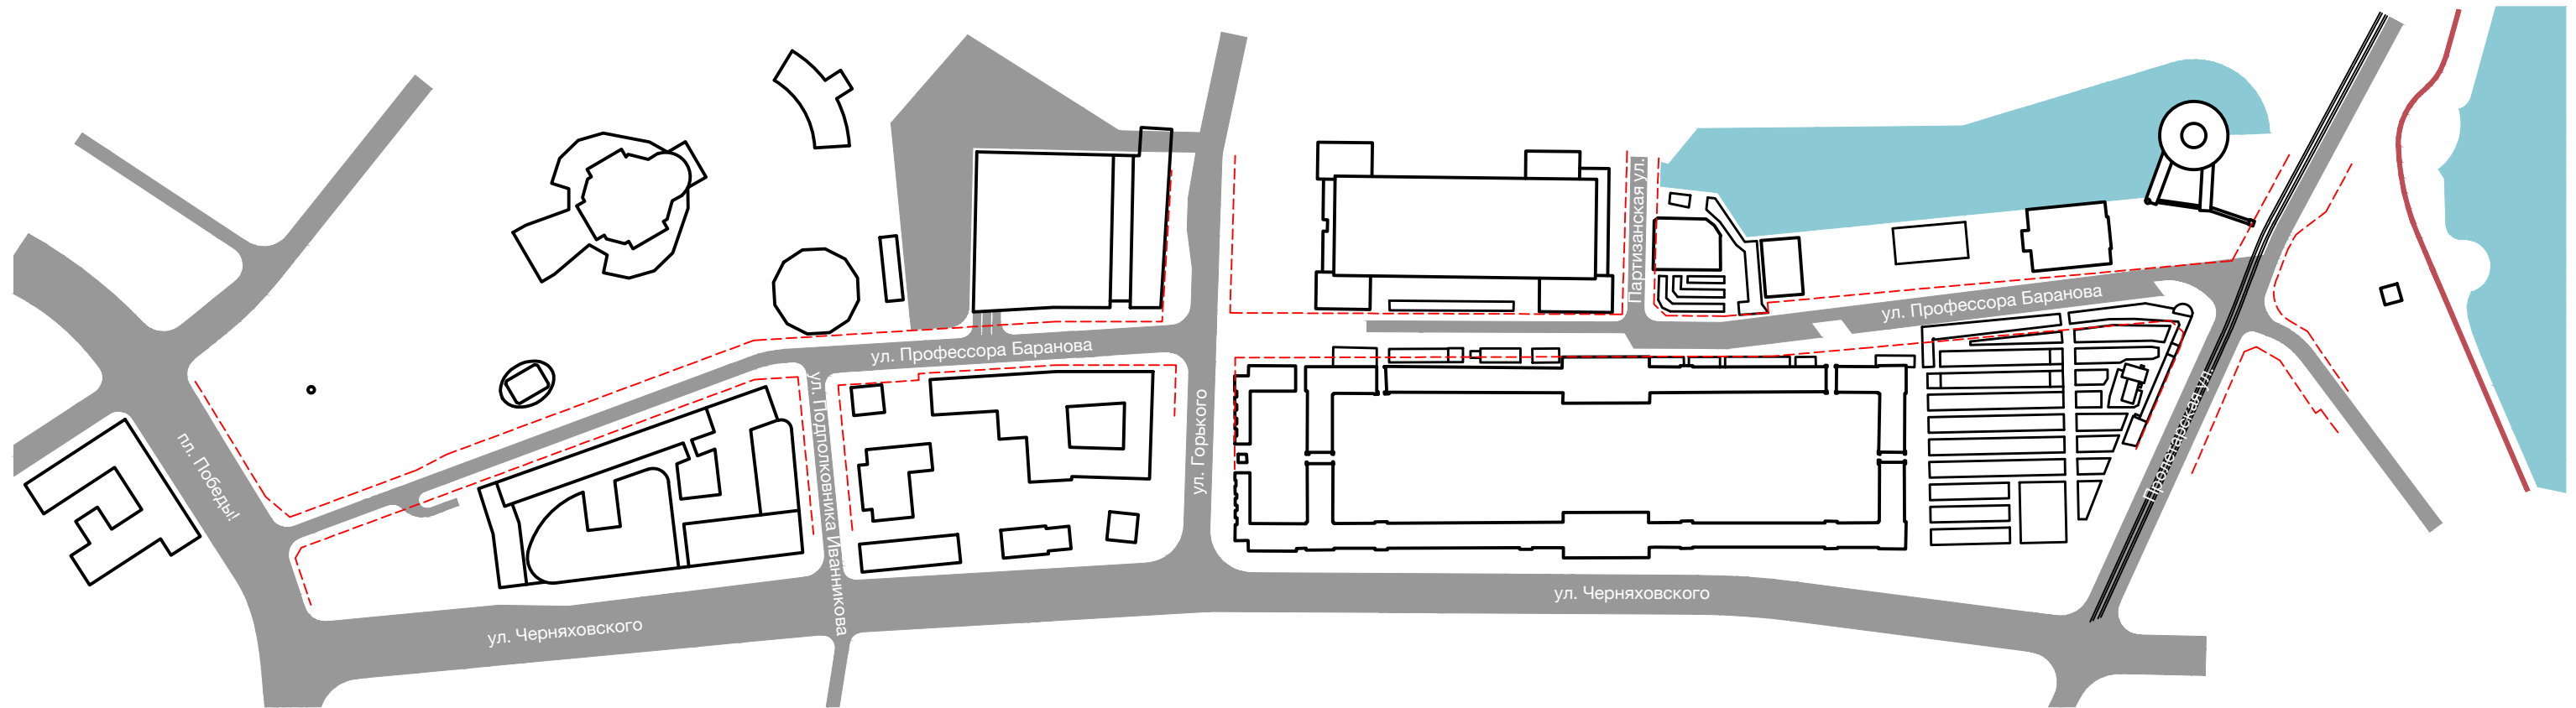 пл. Победы!
ул. Черняховского
ул. Подполковника Иванникова
ул. Профессора Баранова
ул. Горького
Партизанская ул.
ул. Профессора Баранова
ул. Черняховского
Пролетарская ул.